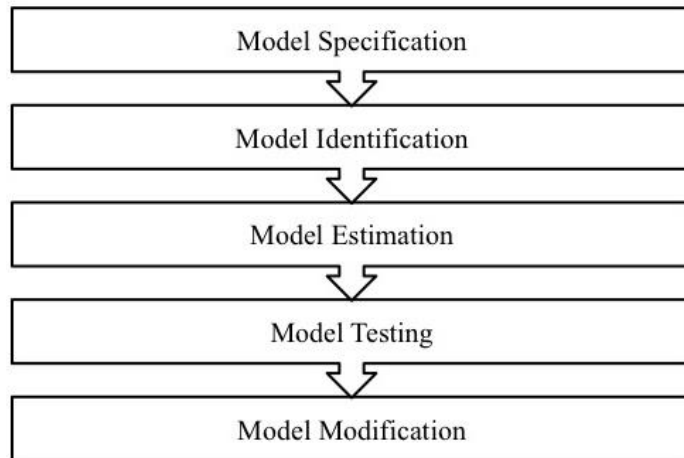 Model Specification
Model Identification
Model Estimation
Model Testing
Model Modification